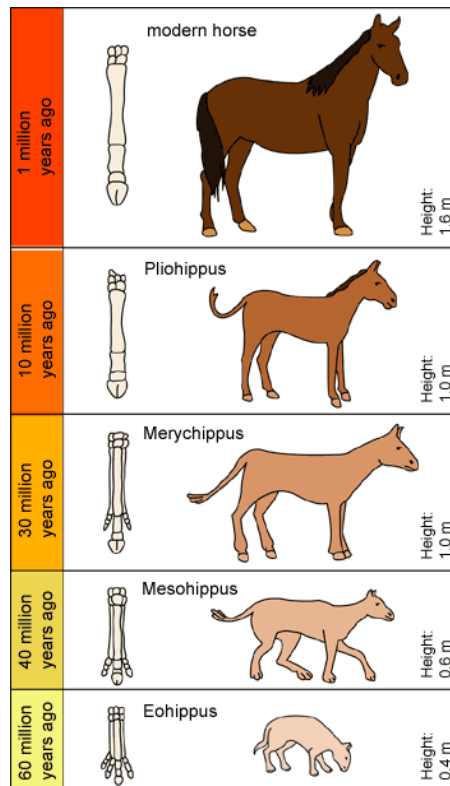 modern horse
1 million
years ago
Height:
1.6 m
Pliohippus
10 million
years ago
Height:
1.0 m
Merychippus
30 million
years ago
Height:
1.0 m
Mesohippus
40 million
years ago
Height:
0.6 m
Eohippus
60 million
years ago
Height:
0.4 m